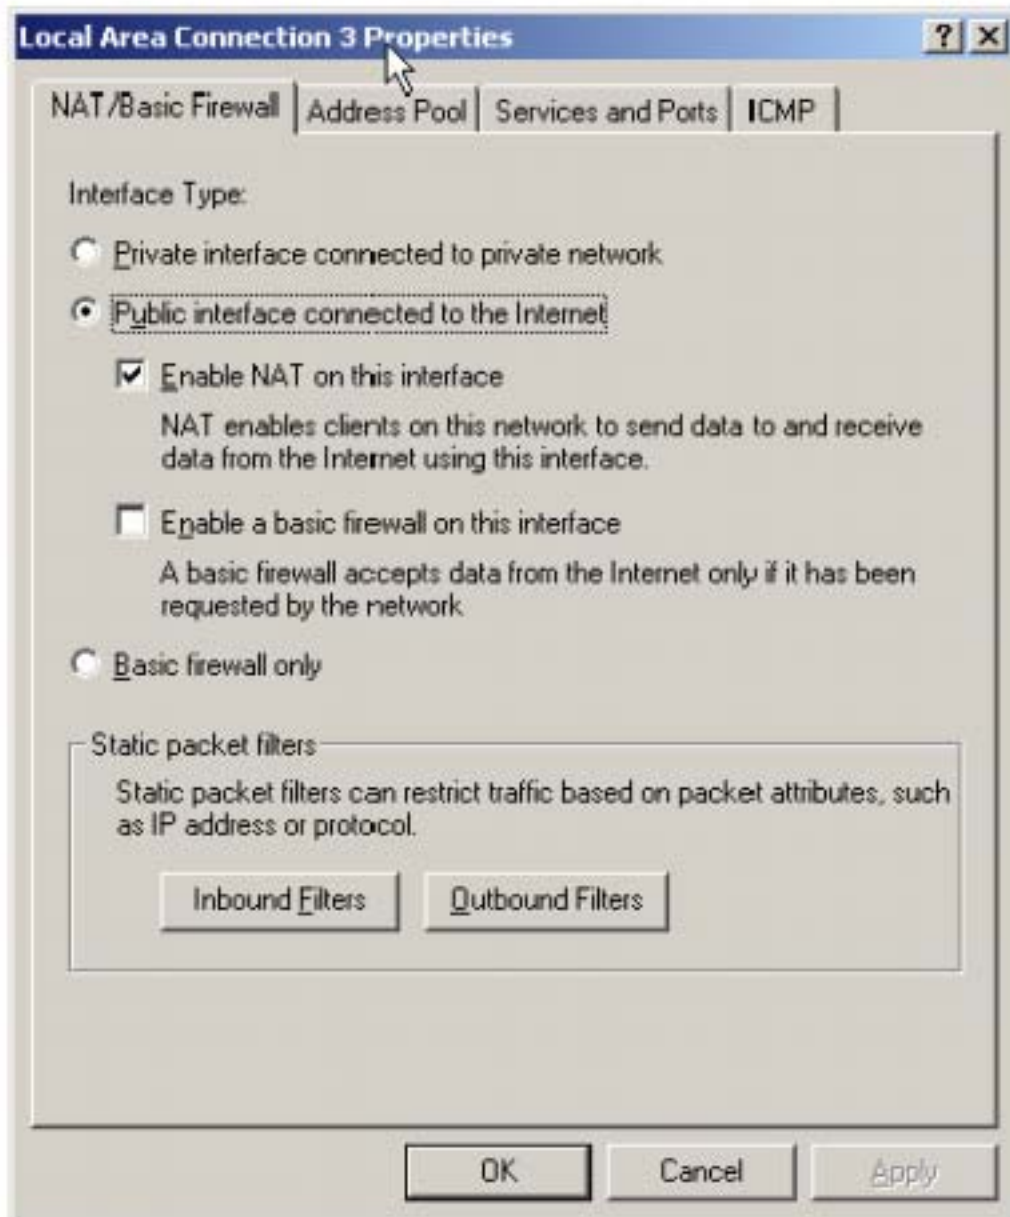 Local Area Connection 3 Properties
NAT/Basic Firewall
Address Pool
Services and Ports
ICMP
Interface Type:
Private interface connected to private network
Public interface connected to the Internet
Enable NAT on this interface
NAT enables clients on this network to send data to and receive
data from the Internet using this interface.
Enable a basic firewall on this interface
A basic firewall accepts data from the Internet only if it has been
requested by the network
Basic firewall only
Static packet filters
Static packet filters can restrict traffic based on packet attributes, such
as IP address or protocol.
Inbound Filters
Outbound Filters
OK
Cancel
Apply